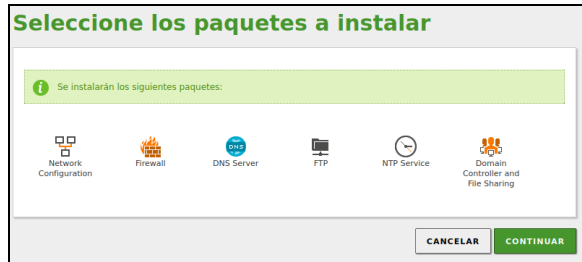 Seleccione los paquetes a instalar
Se instalarán los siguientes paquetes:
Network
Configuration
Firewall
DNS
DNS Server
FTP
NTP Service
Domain
Controller and
File Sharing
CANCELAR
CONTINUAR